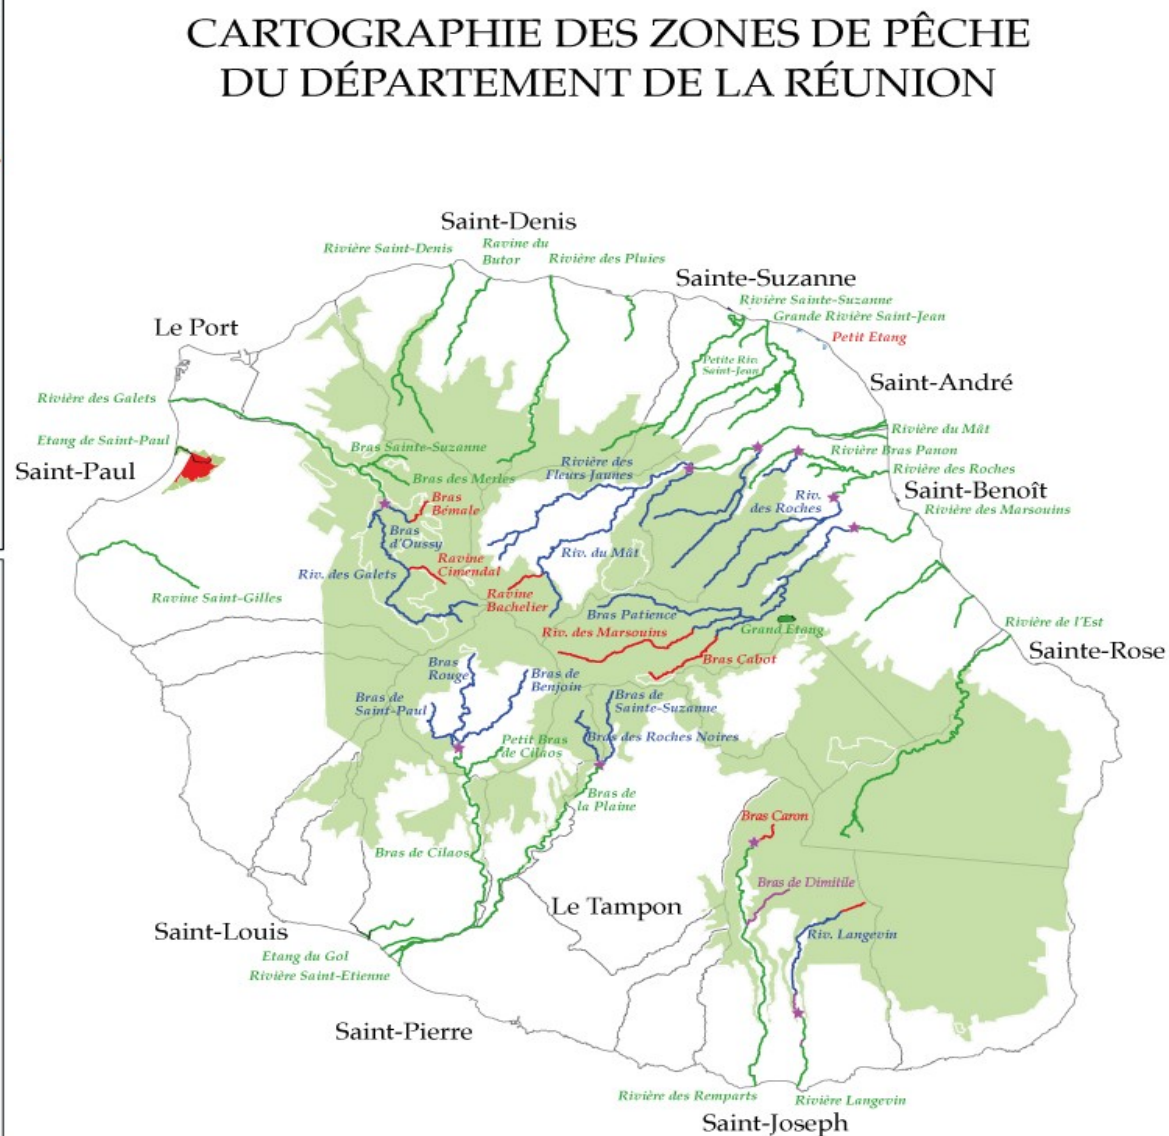 CARTOGRAPHIE DES ZONES DE PÊCHE
DU DÉPARTEMENT DE LA RÉUNION
Saint-Denis
Rivière Saint-Denis
Ravine du
Butor
Rivière des Pluies
Sainte-Suzanne
Rivière Sainte-Suzanne
Grande Rivière Saint-Jean
Petit Etang
Le Port
Petite Riv.
Saint-Jean
Saint-André
Rivière des Galets
Rivière du Mât
Etang de Saint-Paul
Bras Sainte-Suzanne
Rivière Bras Panon
Saint-Paul
Rivière des
Fleurs Jaunes
Rivière des Roches
Bras des Merles
Saint-Benoît
Bras
Bémale
Riv.
des Roches
Rivière des Marsouins
Bras
d'Oussy
Riv. du Mât
Ravine
Cimendal
Riv. des Galets
Ravine Saint-Gilles
Ravine
Bachelier
Bras Patience
Grand Etang
Rivière de l'Est
Riv. des Marsouins
Sainte-Rose
Bras Cabot
Bras
Rouge
Bras de
Benjoin
Bras de
Saint-Paul
Bras de
Sainte-Suzanne
Petit Bras
de Cilaos
Bras des Roches Noires
Bras de
la Plaine
Bras Caron
Bras de Cilaos
Bras de Dimitile
Le Tampon
Saint-Louis
Riv. Langevin
Etang du Gol
Rivière Saint-Etienne
Saint-Pierre
Rivière des Remparts
Rivière Langevin
Saint-Joseph